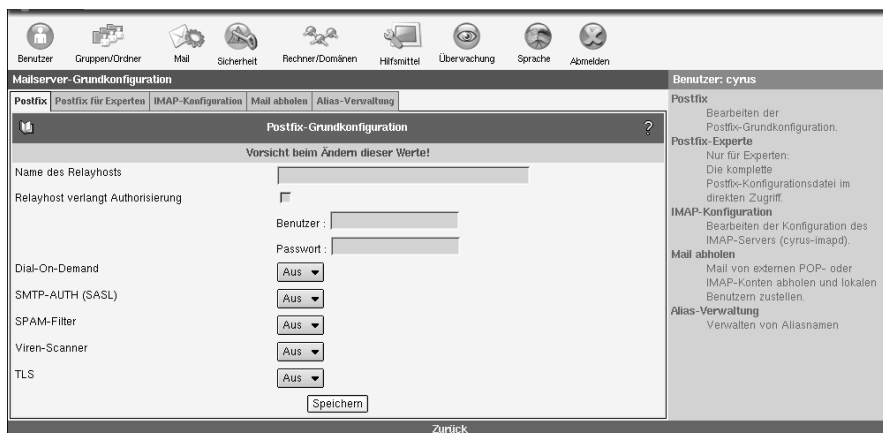 Benutzer Gruppen/Ordner Mail Sicherheit Rechner/Domänen Hilfsmittel Überwachung Sprache Abmelden
Mailserver-Grundkonfiguration
Postfix Postfix für Experten IMAP-Konfiguration Mail abholen Alias-Verwaltung
Postfix-Grundkonfiguration ?
Vorsicht beim Ändern dieser Werte!
Name des Relayhosts
Relayhost verlangt Authorisierung
Benutzer :
Passwort :
Dial-On-Demand Aus
SMTP-AUTH (SASL) Aus
SPAM-Filter Aus
Viren-Scanner Aus
TLS Aus
Speichern
Zurück
Benutzer: cyrus
Postfix
Bearbeiten der
Postfix-Grundkonfiguration.
Postfix-Experte
Nur für Experten:
Die komplette
Postfix-Konfigurationsdatei im
direkten Zugriff.
IMAP-Konfiguration
Bearbeiten der Konfiguration des
IMAP-Servers (cyrus-imapd).
Mail abholen
Mail von externen POP- oder
IMAP-Konten abholen und lokalen
Benutzern zustellen.
Alias-Verwaltung
Verwalten von Aliasnamen